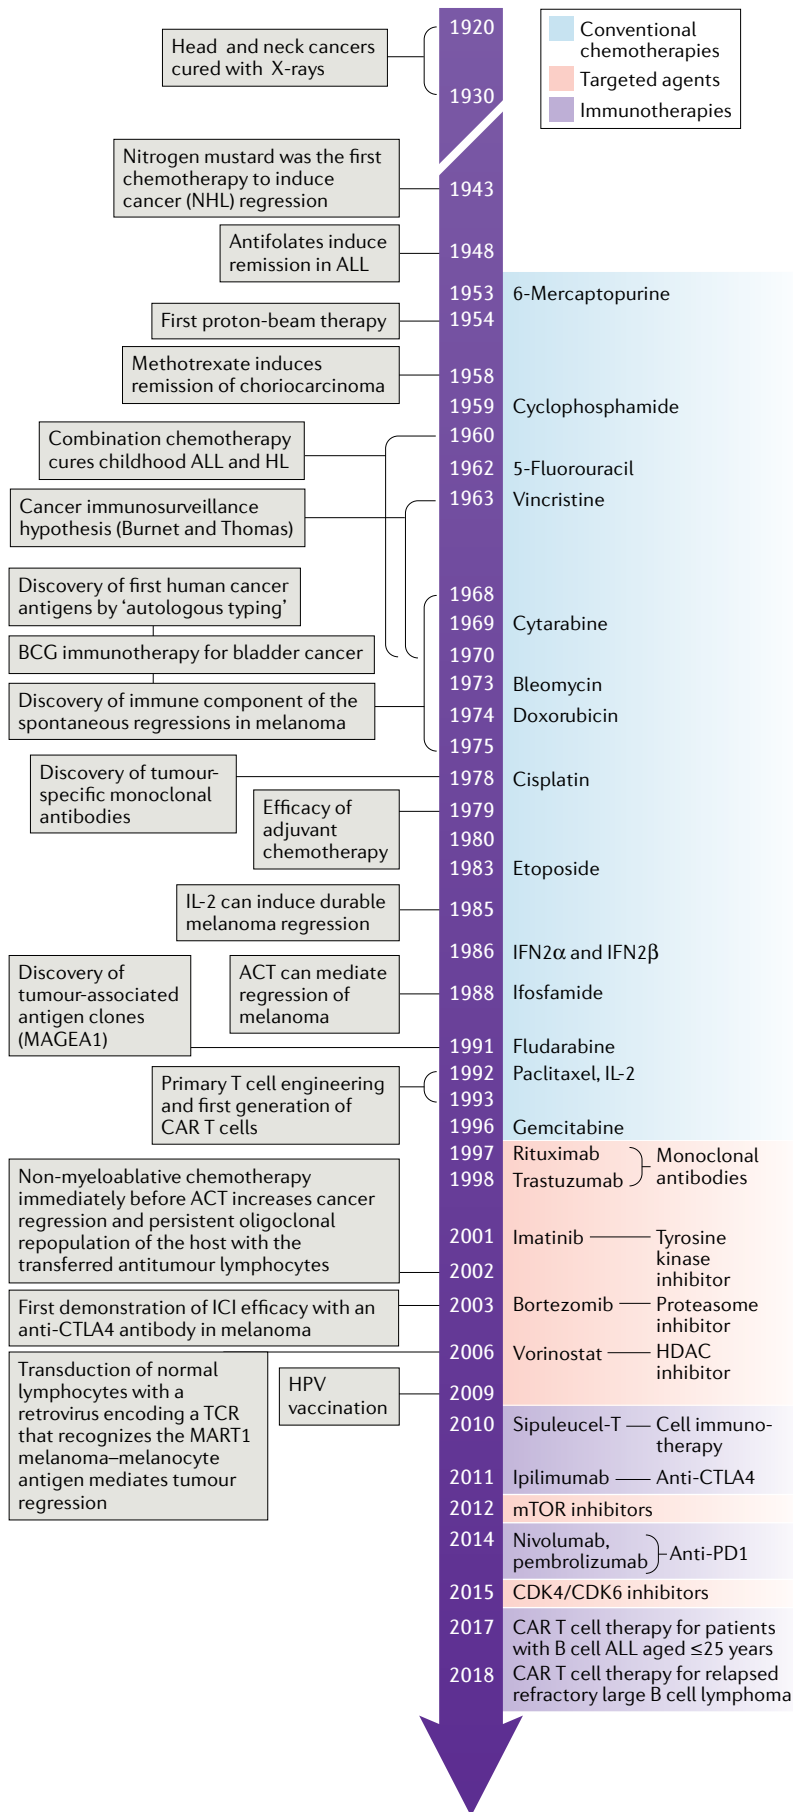 1920
Head and neck cancers
cured with X-rays
1930
Conventional
chemotherapies
Targeted agents
Immunotherapies
Nitrogen mustard was the first
chemotherapy to induce
cancer (NHL) regression
1943
Antifolates induce
remission in ALL
1948
1953 6-Mercaptopurine
First proton-beam therapy
1954
Methotrexate induces
remission of choriocarcinoma
1958
1959 Cyclophosphamide
Combination chemotherapy
cures childhood ALL and HL
1960
1962 5-Fluorouracil
Cancer immunosurveillance
hypothesis (Burnet and Thomas)
1963 Vincristine
Discovery of first human cancer
antigens by ‘autologous typing’
1968
1969 Cytarabine
BCG immunotherapy for bladder cancer
1970
1973 Bleomycin
Discovery of immune component of the
spontaneous regressions in melanoma
1974 Doxorubicin
1975
Discovery of tumour-
specific monoclonal
antibodies
1978 Cisplatin
Efficacy of
adjuvant
chemotherapy
1979
1980
1983 Etoposide
IL-2 can induce durable
melanoma regression
1985
1986 IFN2α and IFN2β
Discovery of
tumour-associated
antigen clones
(MAGEA1)
ACT can mediate
regression of
melanoma
1988 Ifosfamide
1991 Fludarabine
Primary T cell engineering
and first generation of
CAR T cells
1992 Paclitaxel, IL-2
1993
1996 Gemcitabine
1997 Rituximab
1998 Trastuzumab
Monoclonal
antibodies
Non-myeloablative chemotherapy
immediately before ACT increases cancer
regression and persistent oligoclonal
repopulation of the host with the
transferred antitumour lymphocytes
2001 Imatinib
Tyrosine
kinase
inhibitor
2002
First demonstration of ICI efficacy with an
anti-CTLA4 antibody in melanoma
2003 Bortezomib
Proteasome
inhibitor
2006 Vorinostat
HDAC
inhibitor
Transduction of normal
lymphocytes with a
retrovirus encoding a TCR
that recognizes the MART1
melanoma–melanocyte
antigen mediates tumour
regression
HPV
vaccination
2009
2010 Sipuleucel-T
Cell immuno-
therapy
2011 Ipilimumab
Anti-CTLA4
2012 mTOR inhibitors
2014 Nivolumab,
pembrolizumab
Anti-PD1
2015 CDK4/CDK6 inhibitors
2017 CAR T cell therapy for patients
with B cell ALL aged ≤25 years
2018 CAR T cell therapy for relapsed
refractory large B cell lymphoma